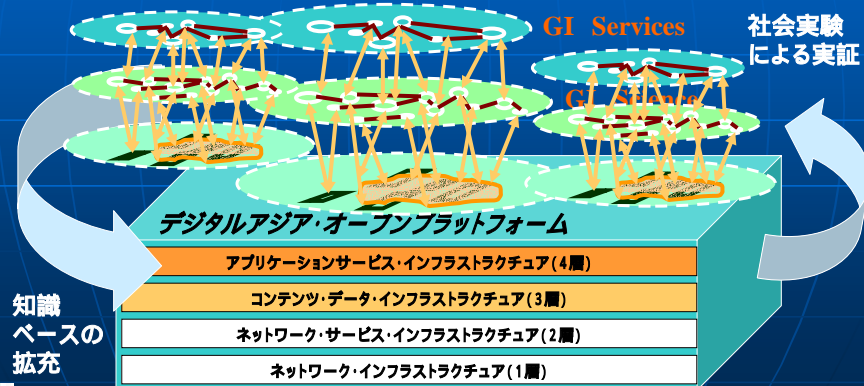 GI Services
社会実験
による実証
GI Science
デジタルアジア・オープンプラットフォーム
アプリケーションサービス・インフラストラクチュア(4層)
コンテンツ・データ・インフラストラクチュア(3層)
ネットワーク・サービス・インフラストラクチュア(2層)
ネットワーク・インフラストラクチュア(1層)
知識
ベースの
拡充